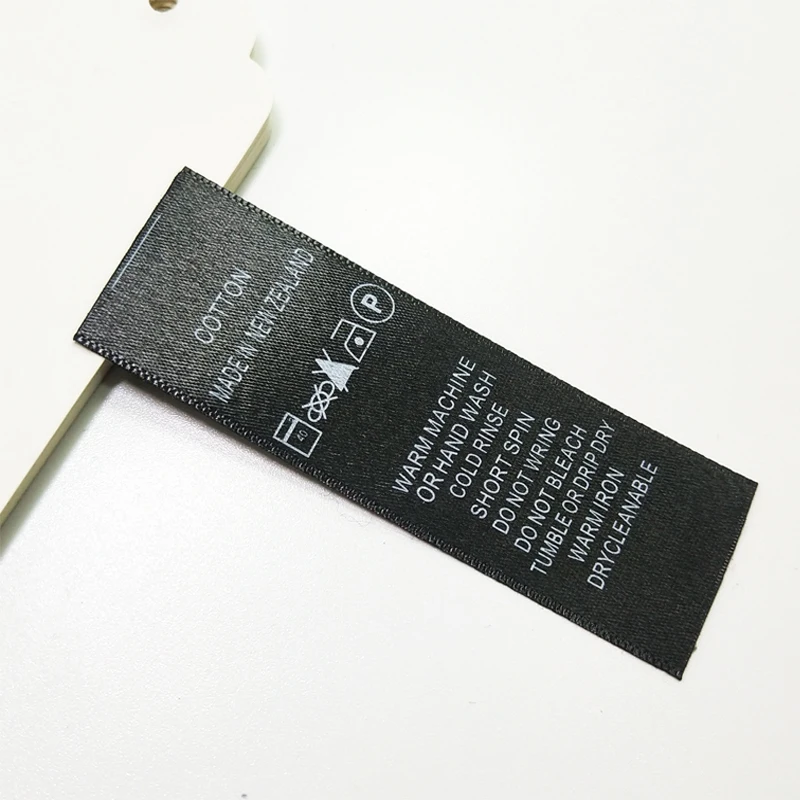 COTTON
MADE IN NEW ZEALAND
40 P
WARM MACHINE
OR HAND WASH
COLD RINSE
SHORT SPIN
DO NOT WRING
DO NOT BLEACH
TUMBLE OR DRIP DRY
WARM IRON
DRYCLEANABLE